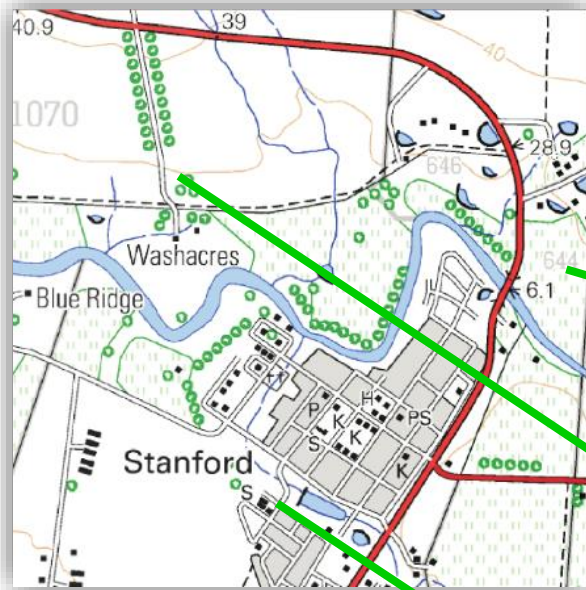 40.9
39
40
1070
28.9
646
Washacres
644
Blue Ridge
6.1
H
P
K
PS
S
K
K
Stanford
S